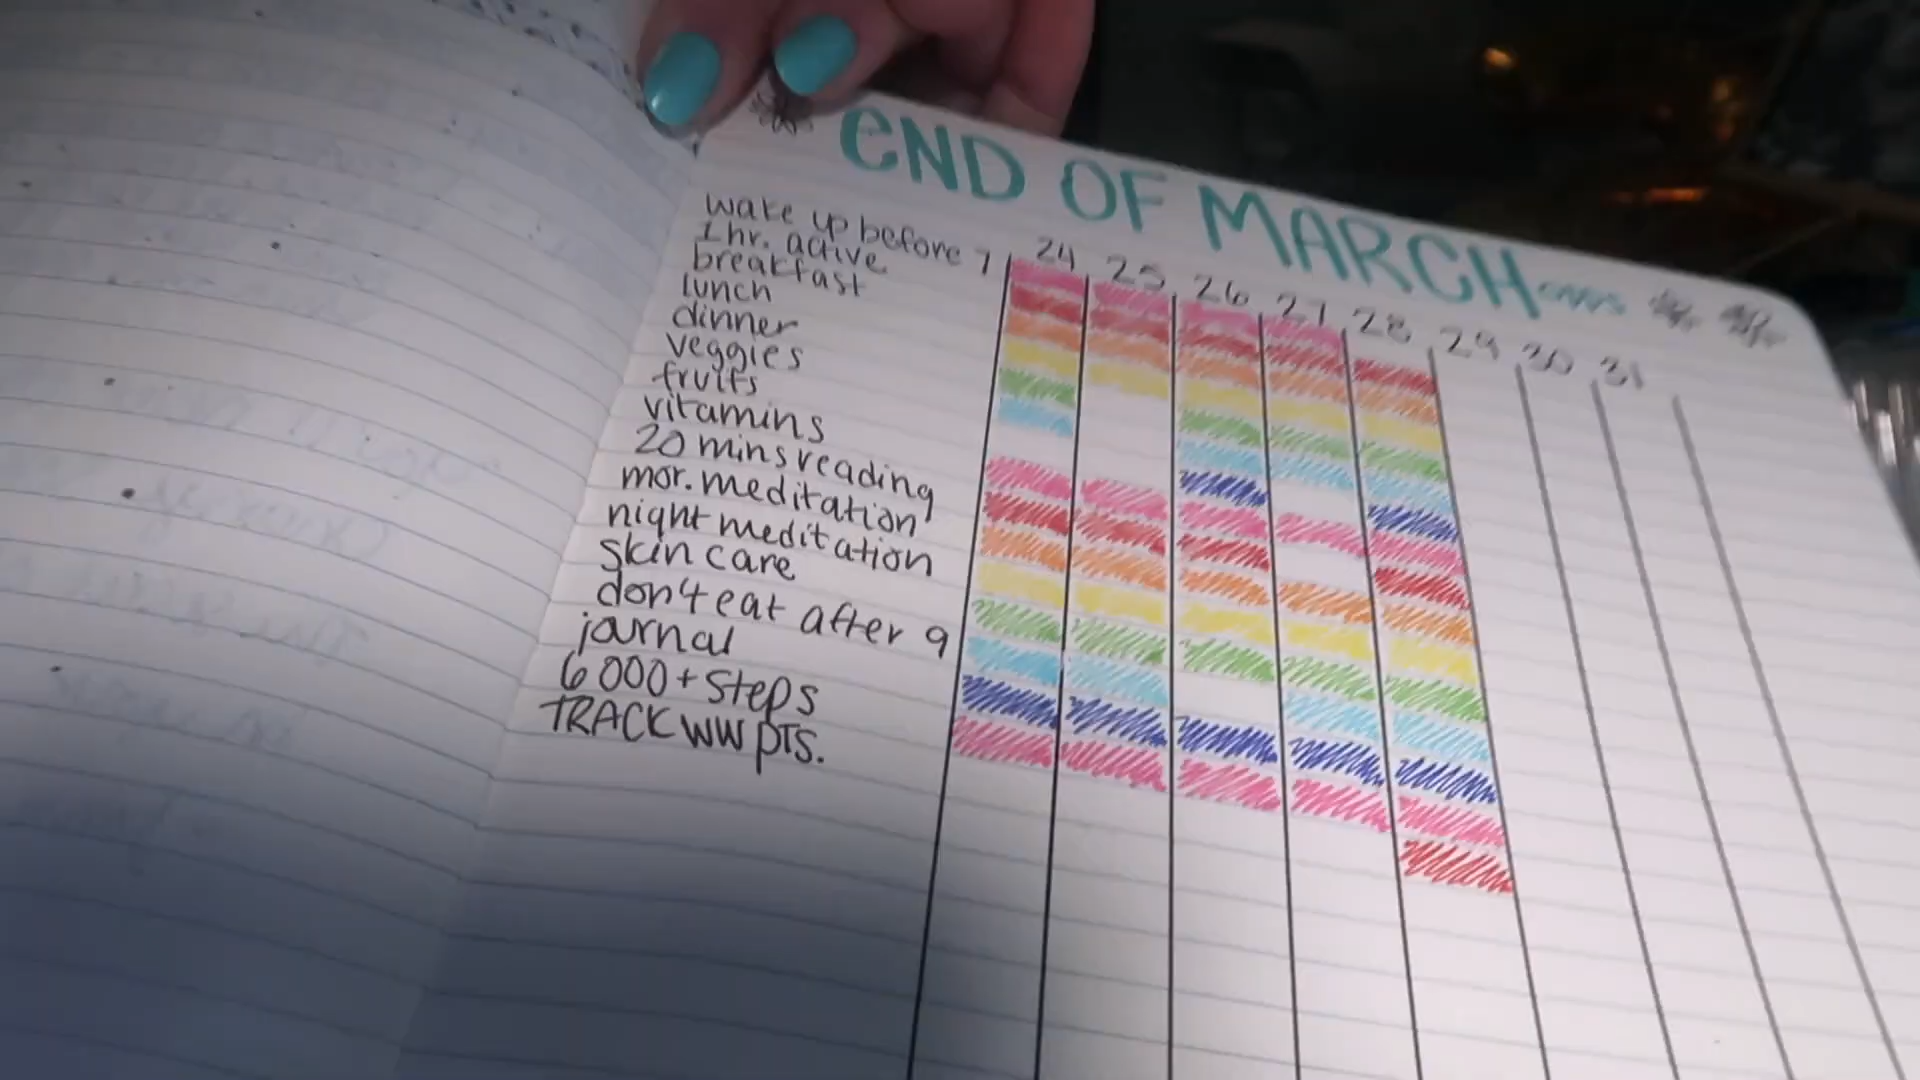 END OF MARCH
24 25 26 27 28 29 30 31
wake up before 7
1 hr. active
breakfast
lunch
dinner
veggies
fruits
vitamins
20 mins reading
mor. meditation
night meditation
skin care
don't eat after 9
jornal
6000+ steps
TRACK WW PTS.